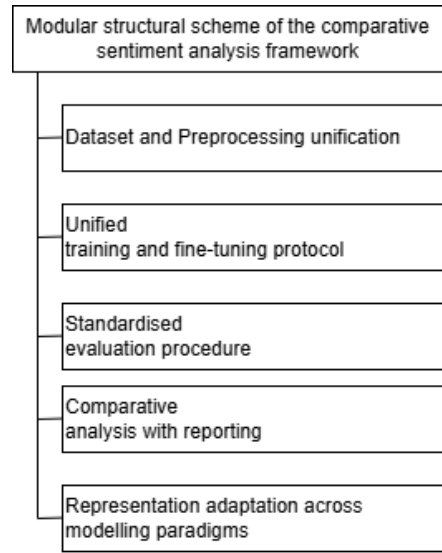 Modular structural scheme of the comparative
sentiment analysis framework
Dataset and Preprocessing unification
Unified
training and fine-tuning protocol
Standardised
evaluation procedure
Comparative
analysis with reporting
Representation adaptation across
modelling paradigms